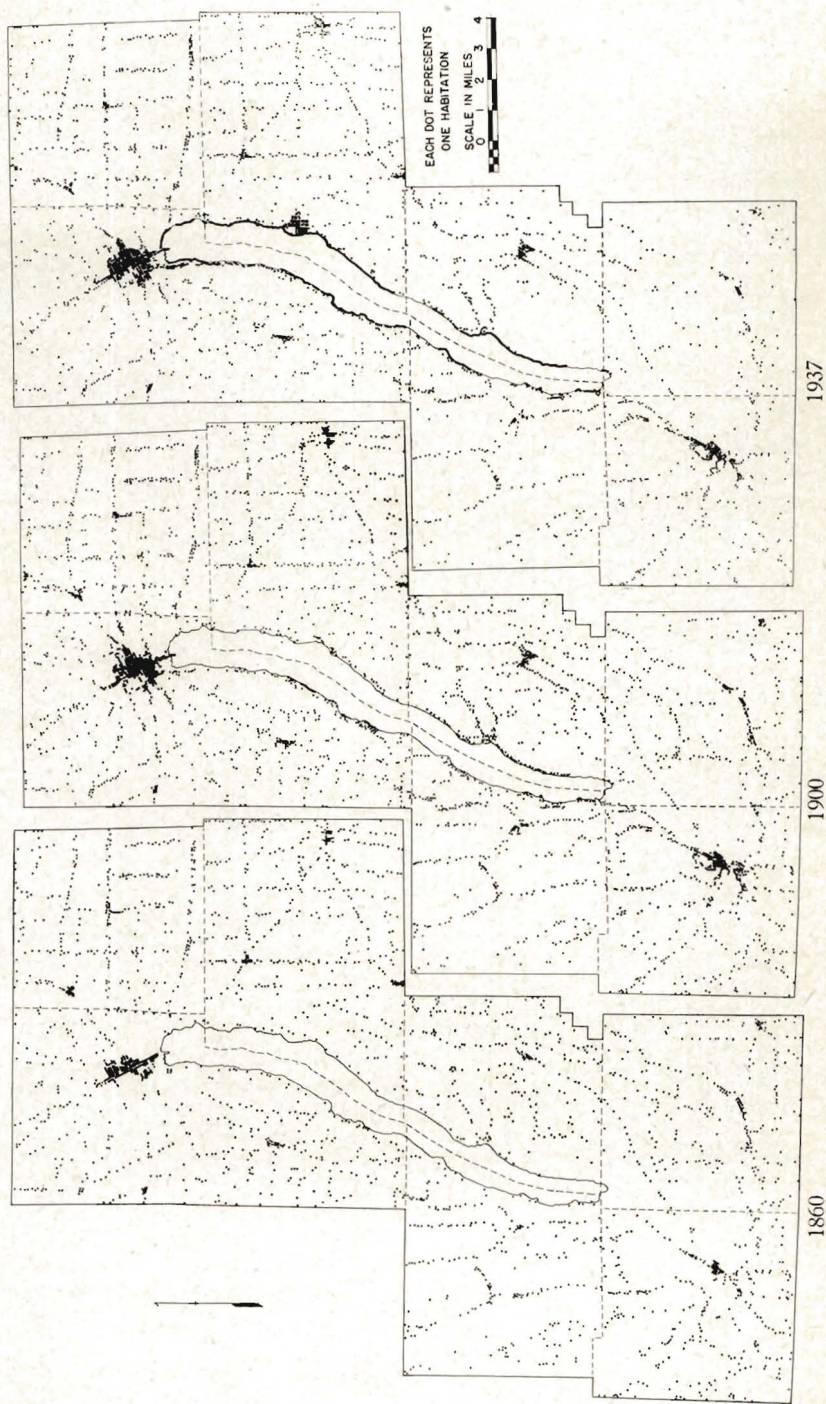 EACH DOT REPRESENTS
ONE HABITATION
SCALE IN MILES
0 1 2 3 4
1860
1900
1937